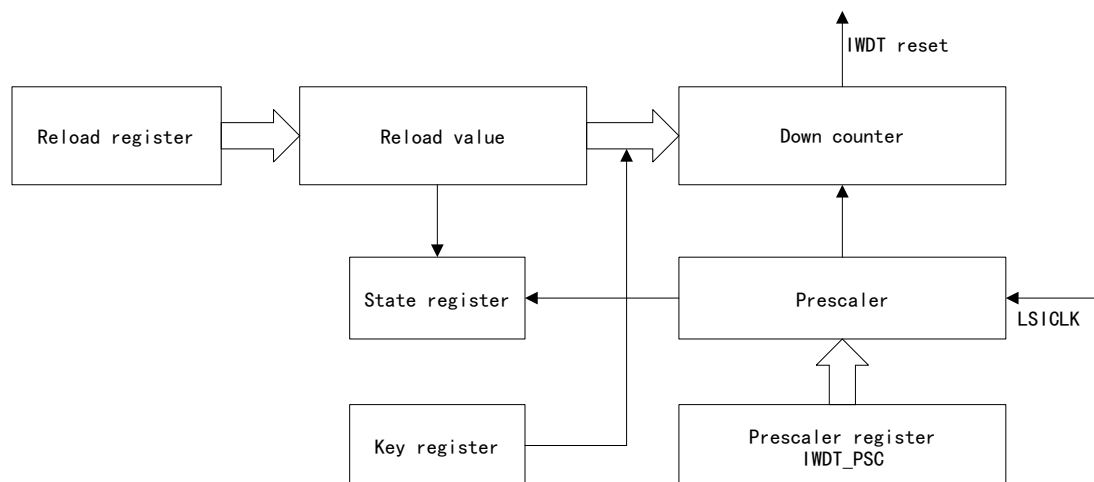 IWDT reset
Reload register
Reload value
Down counter
State register
Prescaler
LSICLK
Key register
Prescaler register
IWDT_PSC